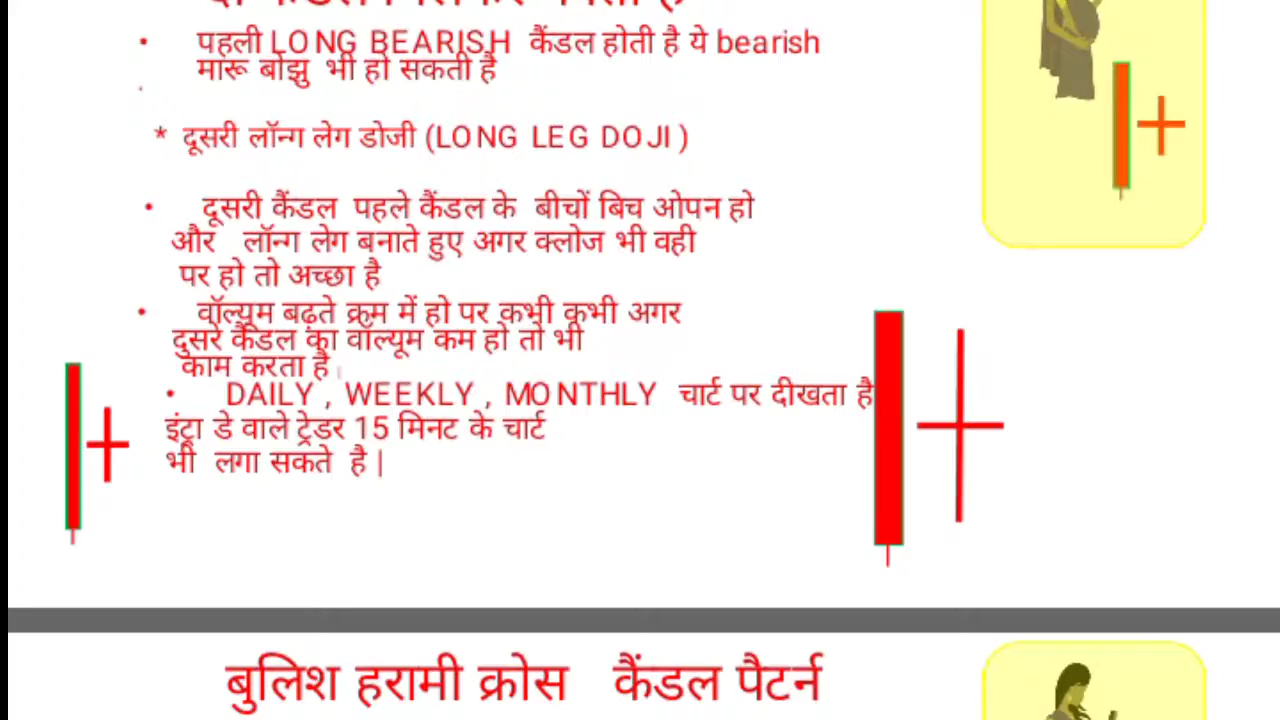 • पहली LONG BEARISH कैंडल होती है ये bearish
मारू बोझु भी हो सकती है
* दूसरी लॉन्ग लेग डोजी (LONG LEG DOJI )
• दूसरी कैंडल पहले कैंडल के बीचों बिच ओपन हो
और लॉन्ग लेग बनाते हुए अगर क्लोज भी वही
पर हो तो अच्छा है
• वॉल्यूम बढ़ते क्रम में हो पर कभी कभी अगर
दुसरे कैंडल का वॉल्यूम कम हो तो भी
काम करता है |
• DAILY , WEEKLY , MONTHLY चार्ट पर दीखता है
इंट्रा डे वाले ट्रेडर 15 मिनट के चार्ट
भी लगा सकते है |
बुलिश हरामी क्रोस कैंडल पैटर्न